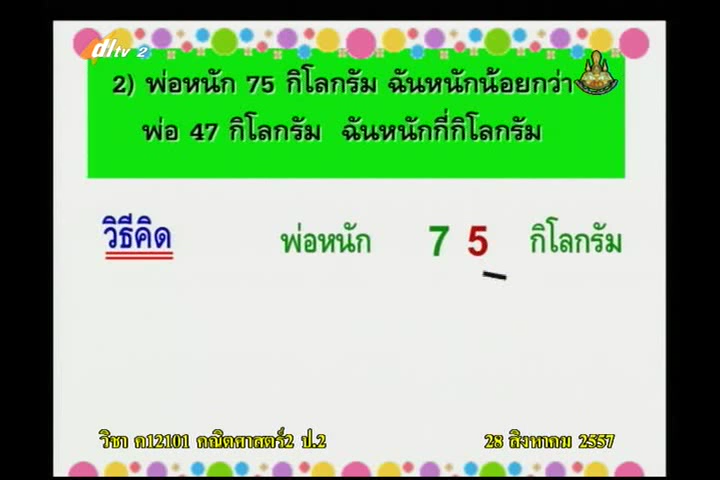 dltv 2
2) พ่อหนัก 75 กิโลกรัม ฉันหนักน้อยกว่า
พ่อ 47 กิโลกรัม ฉันหนักกี่กิโลกรัม
วิธีคิด พ่อหนัก 7 5 กิโลกรัม
-
วิชา ค12101 คณิตศาสตร์2 ป.2 28 สิงหาคม 2557